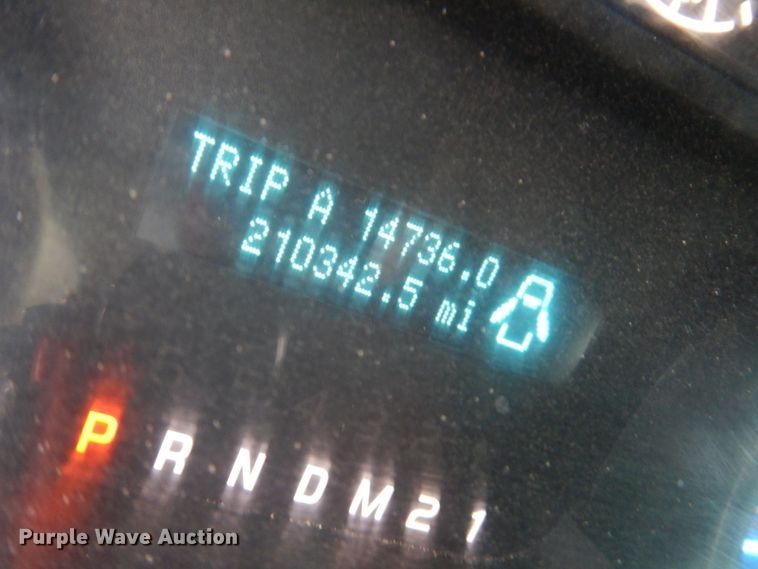 TRIP A 14736.0
210342.5 mi
P R N D M 2 1
Purple Wave Auction